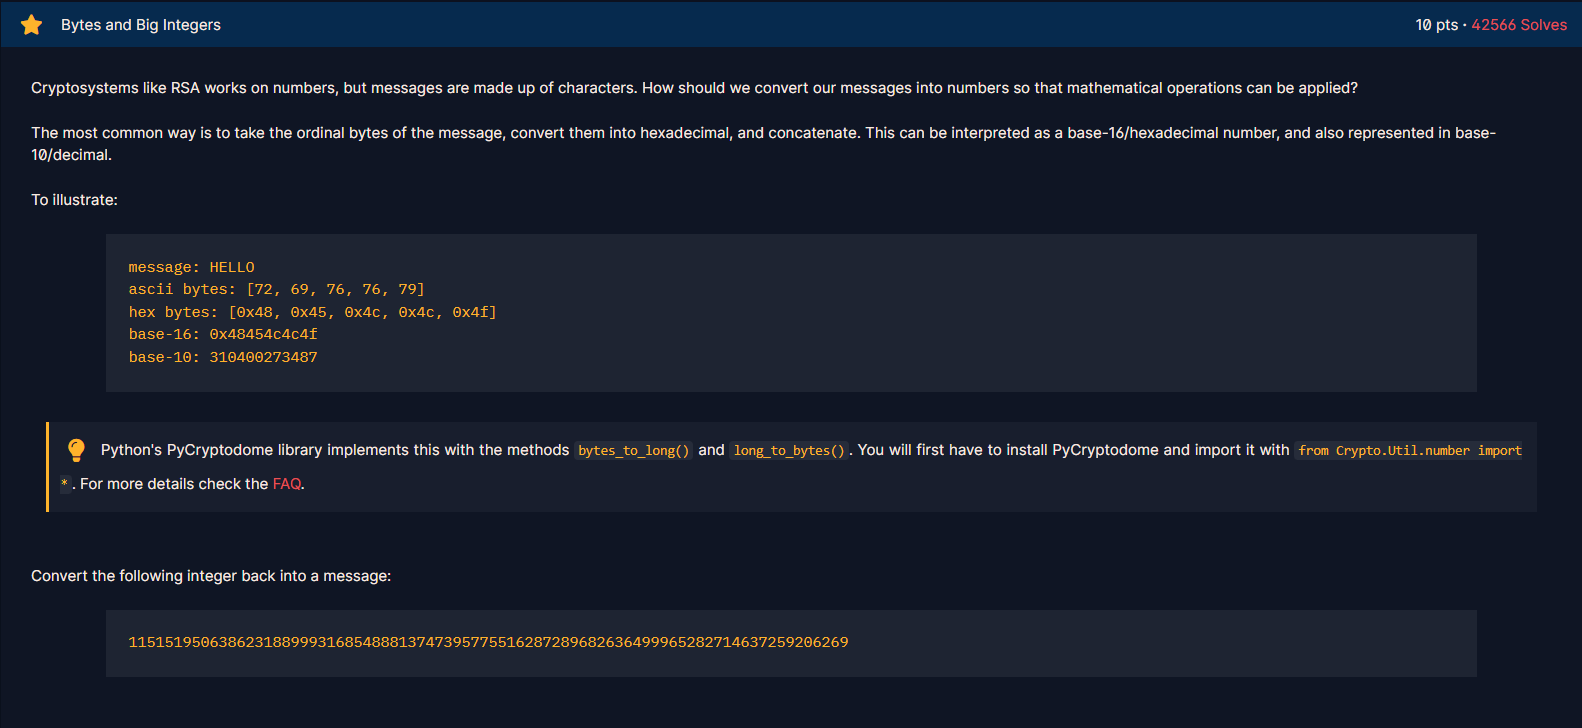 Bytes and Big Integers
10 pts · 42566 Solves
Cryptosystems like RSA works on numbers, but messages are made up of characters. How should we convert our messages into numbers so that mathematical operations can be applied?
The most common way is to take the ordinal bytes of the message, convert them into hexadecimal, and concatenate. This can be interpreted as a base-16/hexadecimal number, and also represented in base-
10/decimal.
To illustrate:
message: HELLO
ascii bytes: [72, 69, 76, 76, 79]
hex bytes: [0x48, 0x45, 0x4c, 0x4c, 0x4f]
base-16: 0x48454c4c4f
base-10: 310400273487
Python's PyCryptodome library implements this with the methods bytes_to_long() and long_to_bytes(). You will first have to install PyCryptodome and import it with from Crypto.Util.number import
*. For more details check the FAQ.
Convert the following integer back into a message:
11515195063862318899931685488813747395775516287289682636499965282714637259206269